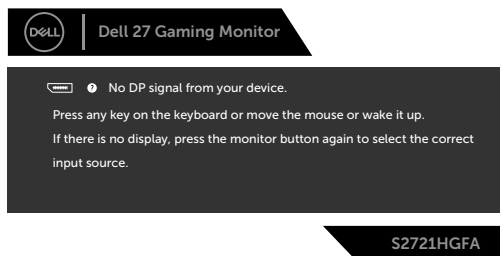 DELL
Dell 27 Gaming Monitor
? No DP signal from your device.
Press any key on the keyboard or move the mouse or wake it up.
If there is no display, press the monitor button again to select the correct
input source.
S2721HGFA